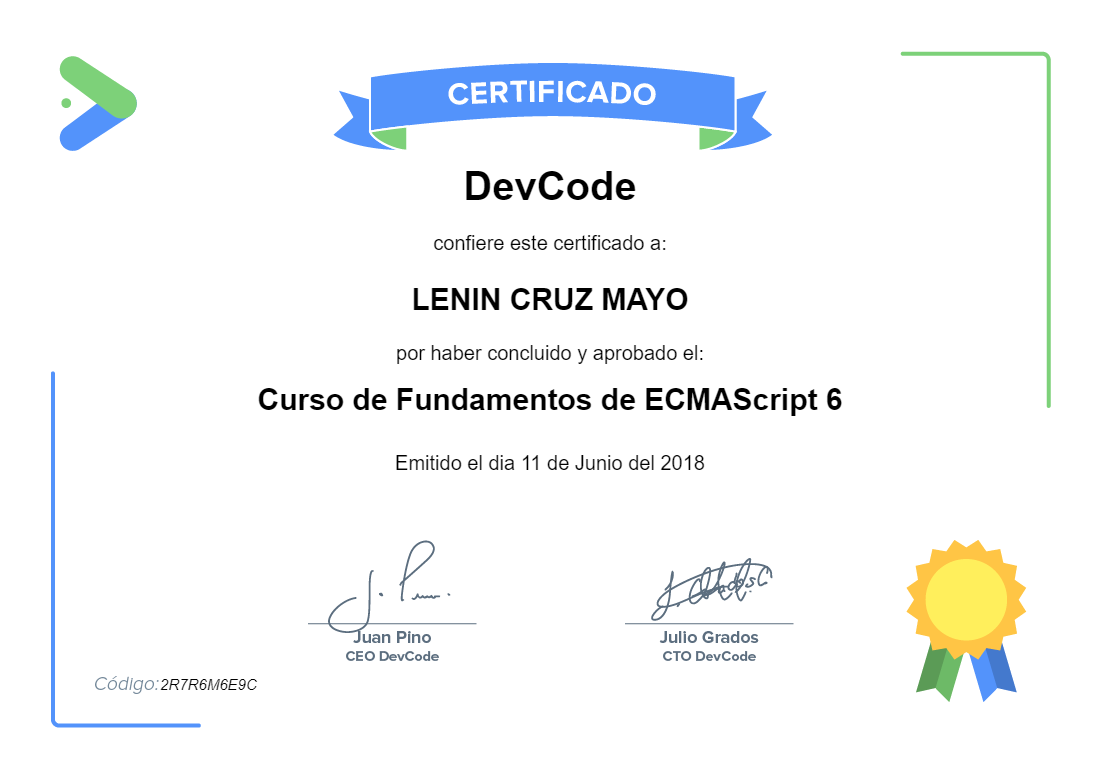 CERTIFICADO
DevCode
confiere este certificado a:
LENIN CRUZ MAYO
por haber concluido y aprobado el:
Curso de Fundamentos de ECMAScript 6
Emitido el dia 11 de Junio del 2018
Juan Pino
CEO DevCode
Julio Grados
CTO DevCode
Código: 2R7R6M6E9C